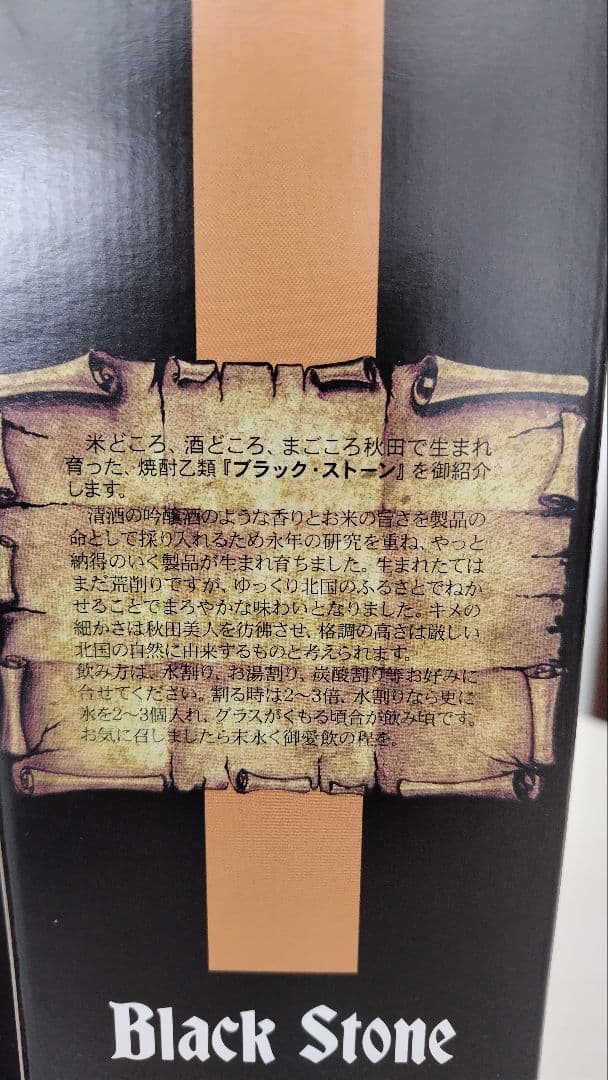 米どころ、酒どころ、まごころ秋田で生まれ
育った、焼酎乙類『ブラック・ストーン』を御紹介
します。
清酒の吟醸酒のような香りとお米の旨さを製品の
命として採り入れるため永年の研究を重ね、やっと
納得のいく製品が生まれ育ちました。生まれたては
まだ荒削りですが、ゆっくり北国のふるさとでねか
せることでまろやかな味わいとなりました。キメの
細かさは秋田美人を彷彿させ、格調の高さは厳しい
北国の自然に由来するものと考えられます。
飲み方は、水割り、お湯割り、炭酸割り等お好みに
合せてください。割る時は2〜3倍、水割りなら更に
氷を2〜3個入れ、グラスがくもる頃合が飲み頃です。
お気に召しましたら末永く御愛飲の程を。
Black Stone